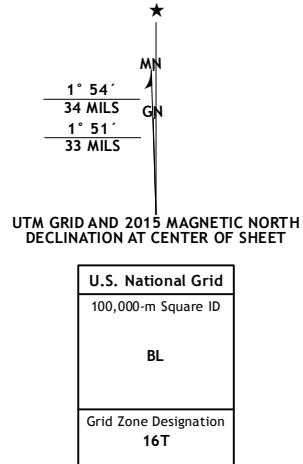 MN
1° 54´
34 MILS
GN
1° 51´
33 MILS
UTM GRID AND 2015 MAGNETIC NORTH
DECLINATION AT CENTER OF SHEET
U.S. National Grid
100,000-m Square ID
BL
Grid Zone Designation
16T